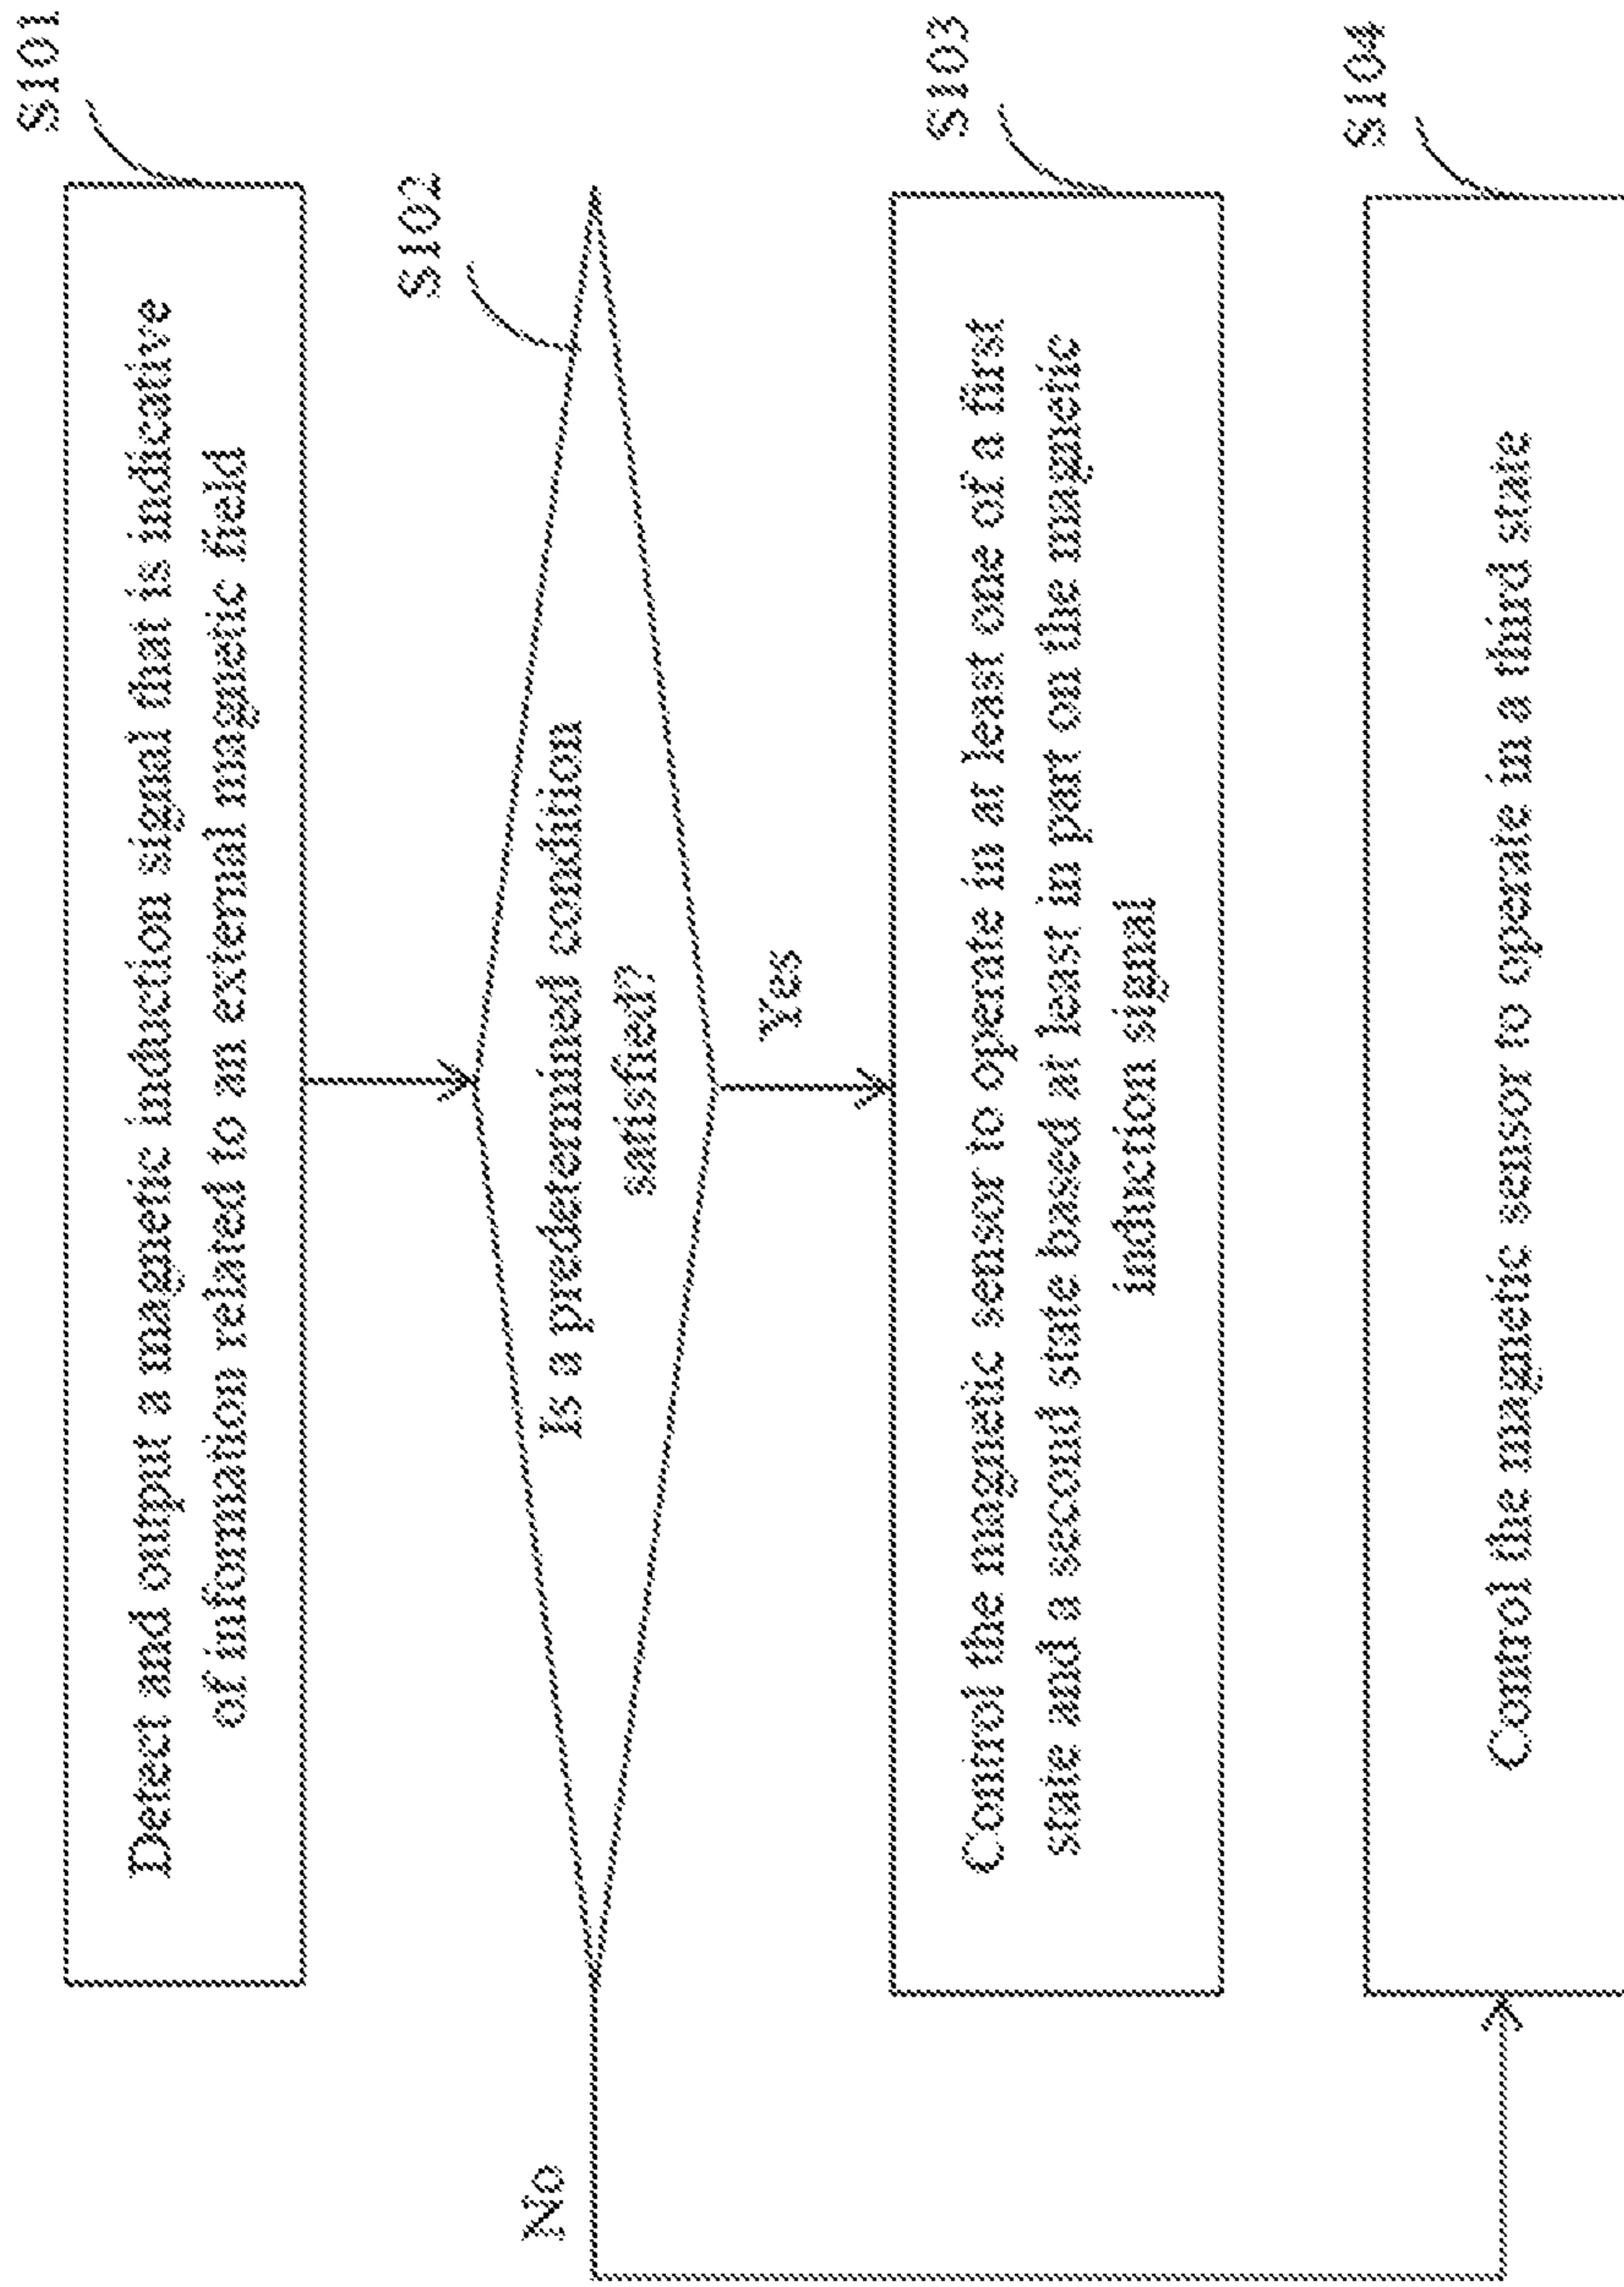 S101
Detect and output a magnetic induction signal that is indicative
of information related to an external magnetic field
S102
Is a predetermined condition
satisfied?
No
Yes
S103
Control the magnetic sensor to operate in at least one of a first
state and a second state based at least in part on the magnetic
induction signal
S104
Control the magnetic sensor to operate in a third state